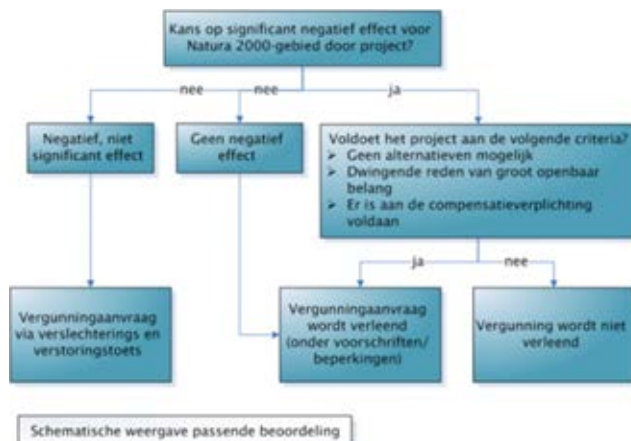 Kans op significant negatief effect voor
Natura 2000-gebied door project?
nee
nee
ja
Negatief, niet
significant effect
Geen negatief
effect
Voldoet het project aan de volgende criteria?
➤ Geen alternatieven mogelijk
➤ Dwingende reden van groot openbaar
belang
➤ Er is aan de compensatieverplichting
voldaan
ja
nee
Vergunningaanvraag
via verslechterings en
verstoringstoets
Vergunningaanvraag
wordt verleend
(onder voorschriften/
beperkingen)
Vergunning wordt niet
verleend
Schematische weergave passende beoordeling